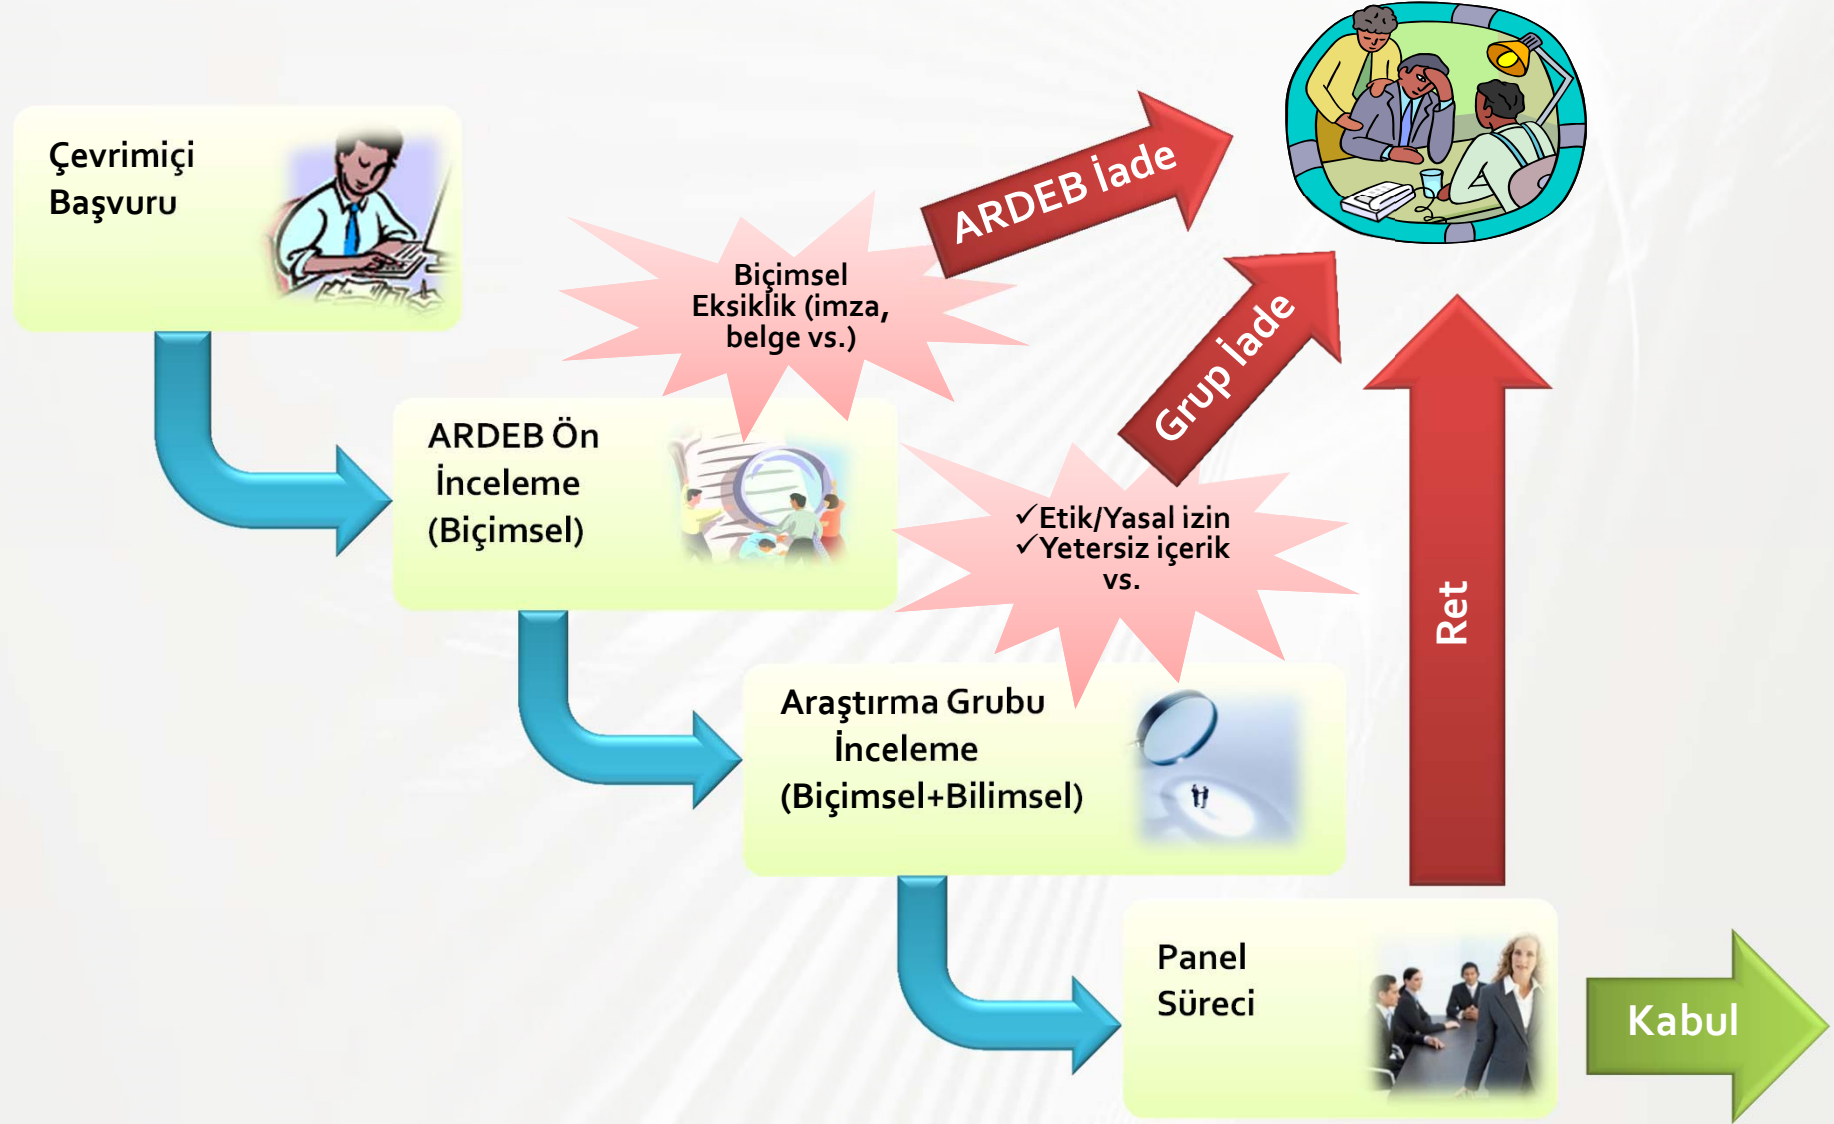 Çevrimiçi
Başvuru
ARDEB İade
Biçimsel
Eksiklik (imza,
belge vs.)
Grup İade
ARDEB Ön
İnceleme
(Biçimsel)
✓Etik/Yasal izin
✓Yetersiz içerik
vs.
Ret
Araştırma Grubu
İnceleme
(Biçimsel+Bilimsel)
Panel
Süreci
Kabul